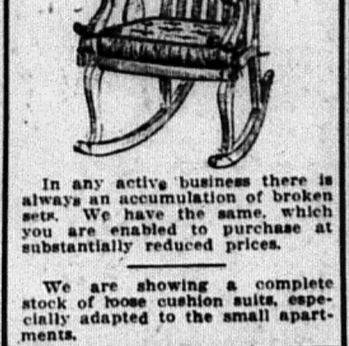 In any active business there is
always an accumulation of broken
sets. We have the same, which
you are enabled to purchase at
substantially reduced prices.
We are showing a complete
stock of loose cushion suits, espe-
cially adapted to the small apart-
ments.